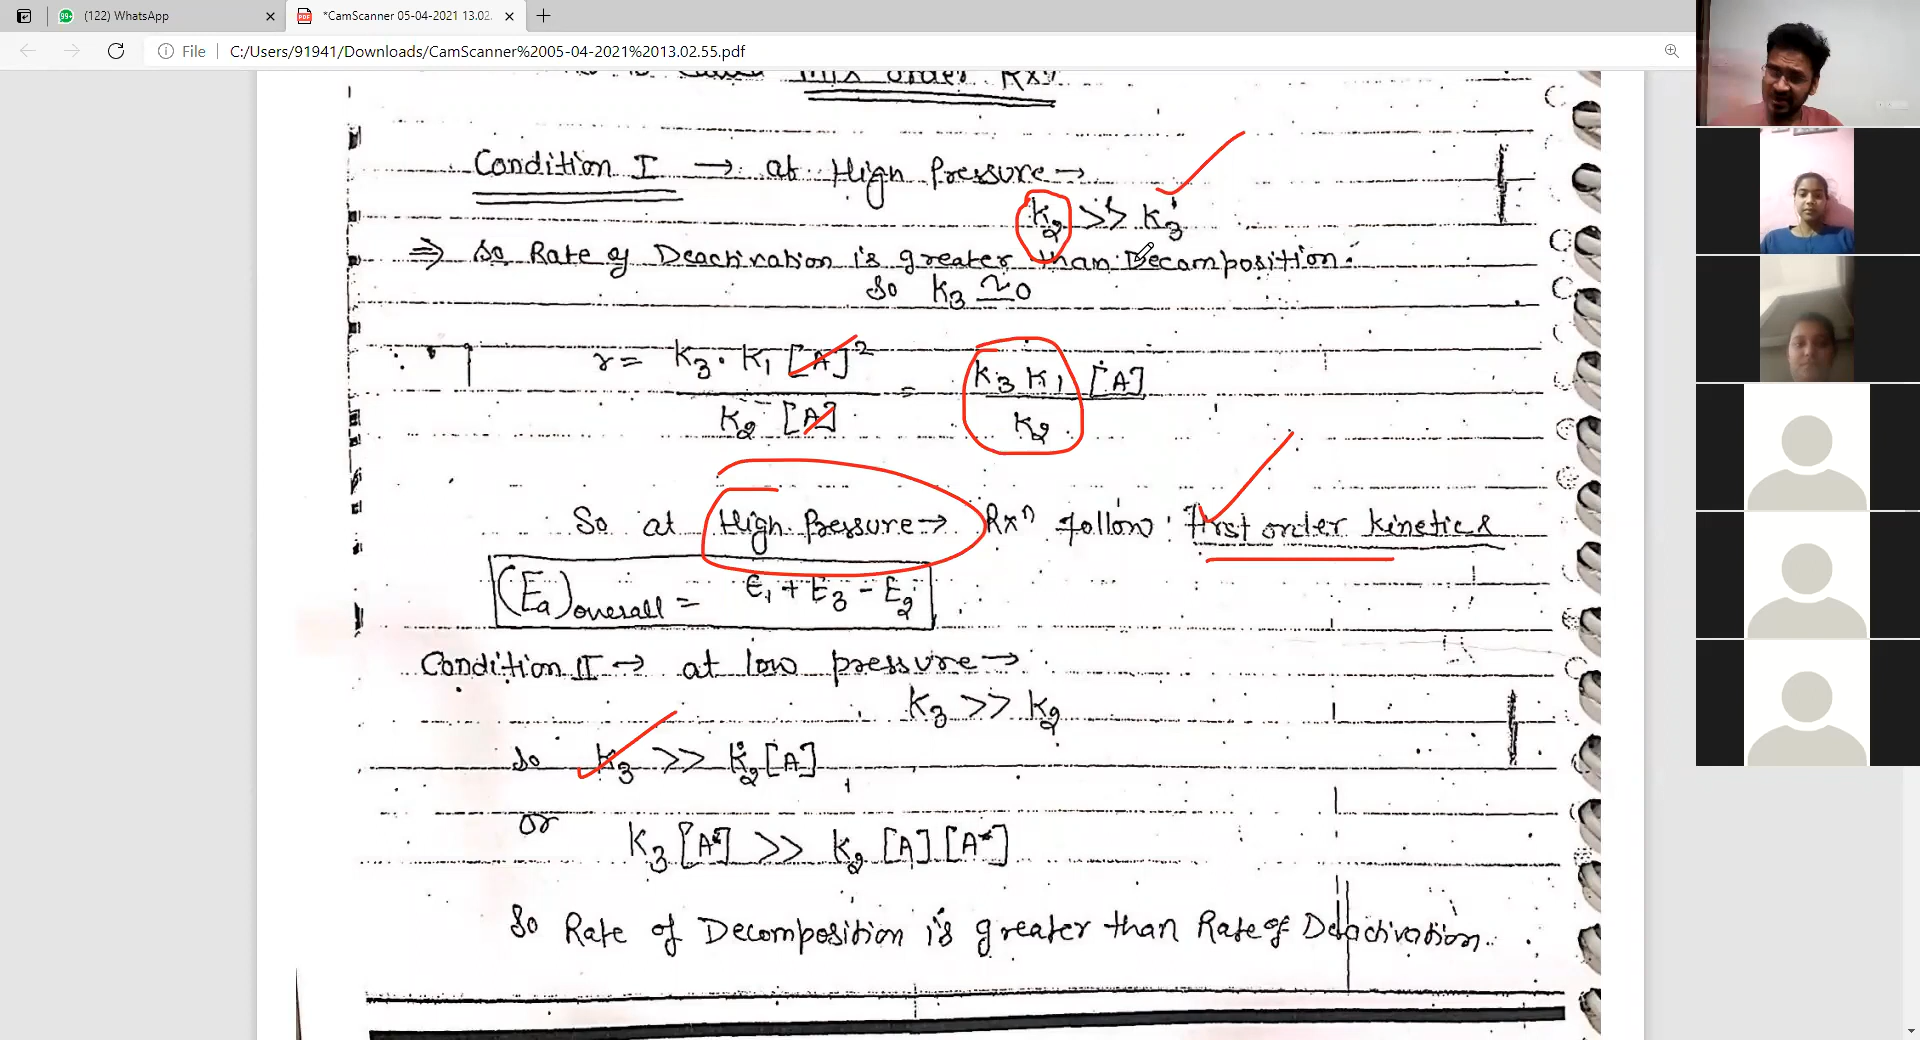 (122) WhatsApp
*CamScanner 05-04-2021 13.02.
File
C:/Users/91941/Downloads/CamScanner%2005-04-2021%2013.02.55.pdf
mix order Rxn
Condition I → at High Pressure →
K2 >> K3
⇒ So Rate of Deactivation is greater than Decomposition.
So K3 ≃ 0
r = K3 · K1 [A]² / K2 [A] = K3 K1 [A] / K2
So at High Pressure → Rxⁿ follow first order kinetics
(Ea)overall = E1 + E3 - E2
Condition II → at low pressure →
K3 >> K2
So K3 >> K2 [A]
or
K3 [A*] >> K2 [A] [A*]
So Rate of Decomposition is greater than Rate of Deactivation.